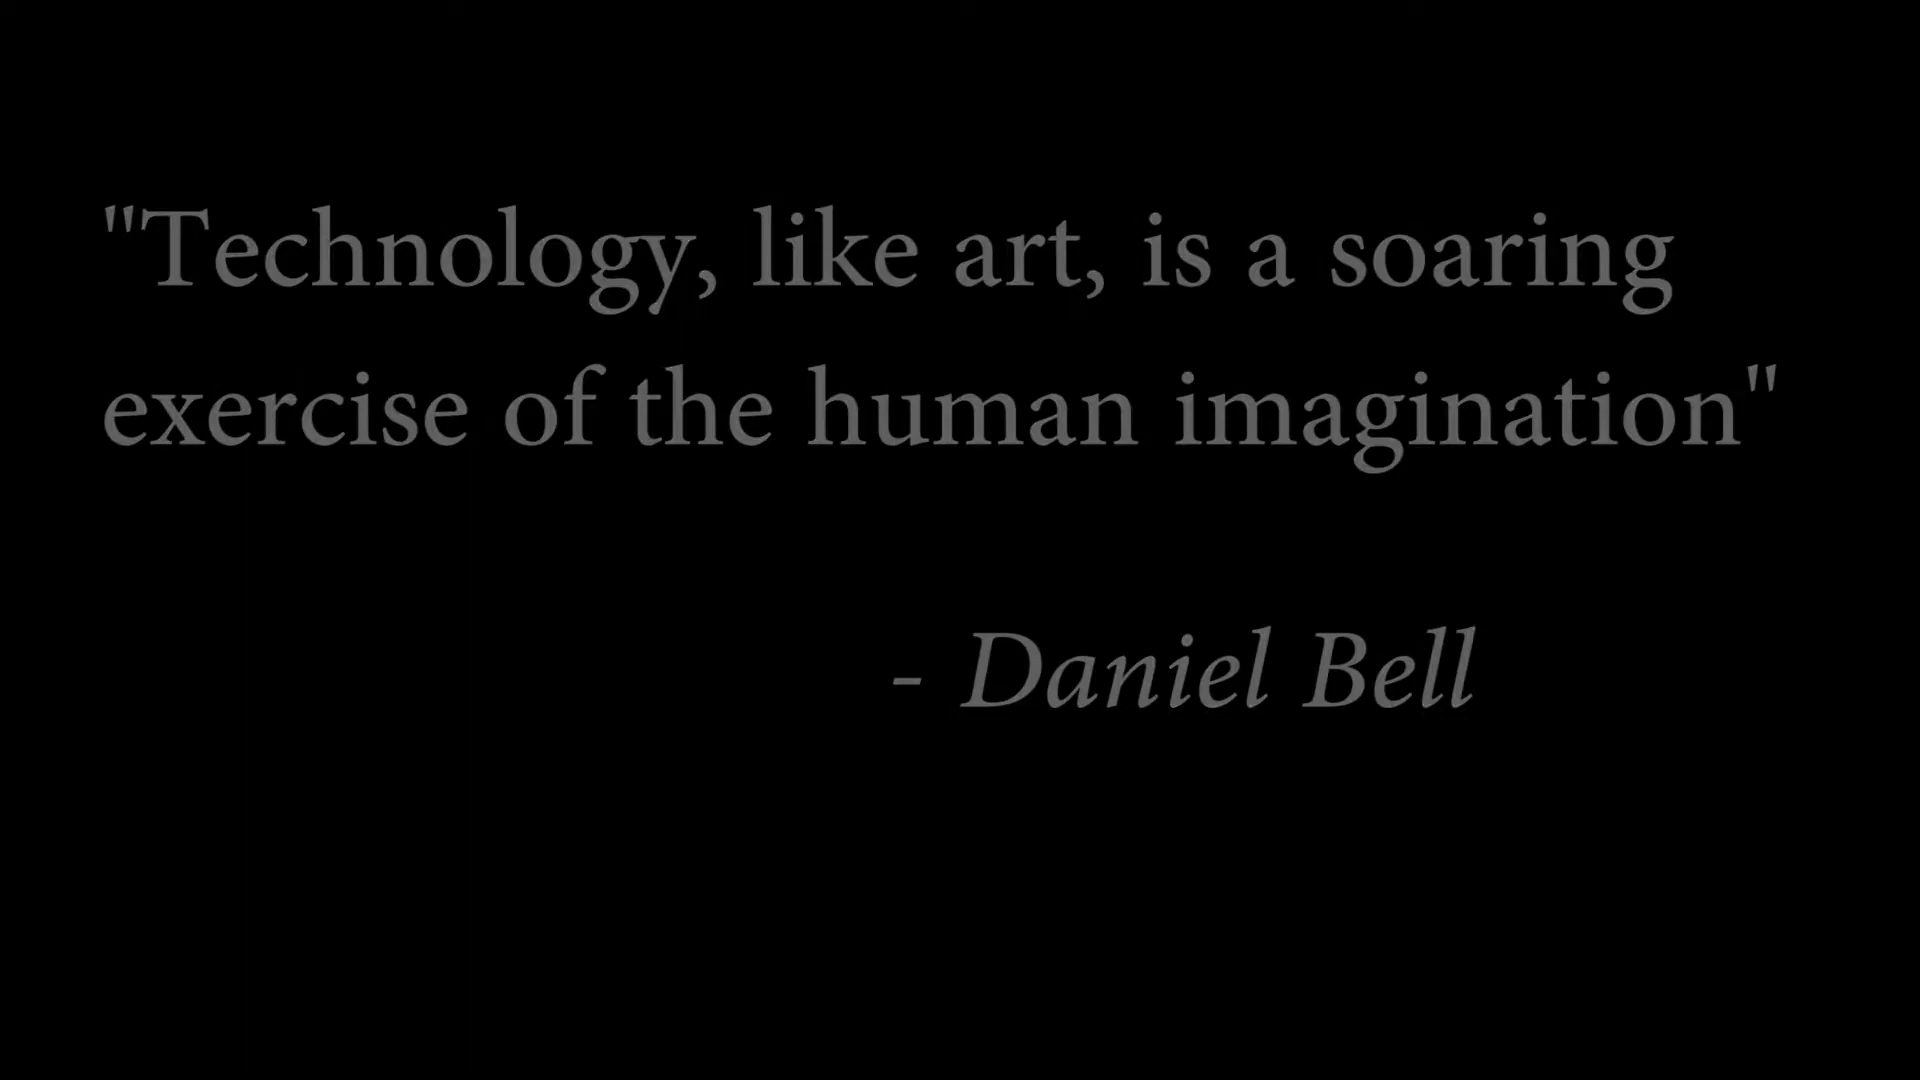 "Technology, like art, is a soaring
exercise of the human imagination"
- Daniel Bell